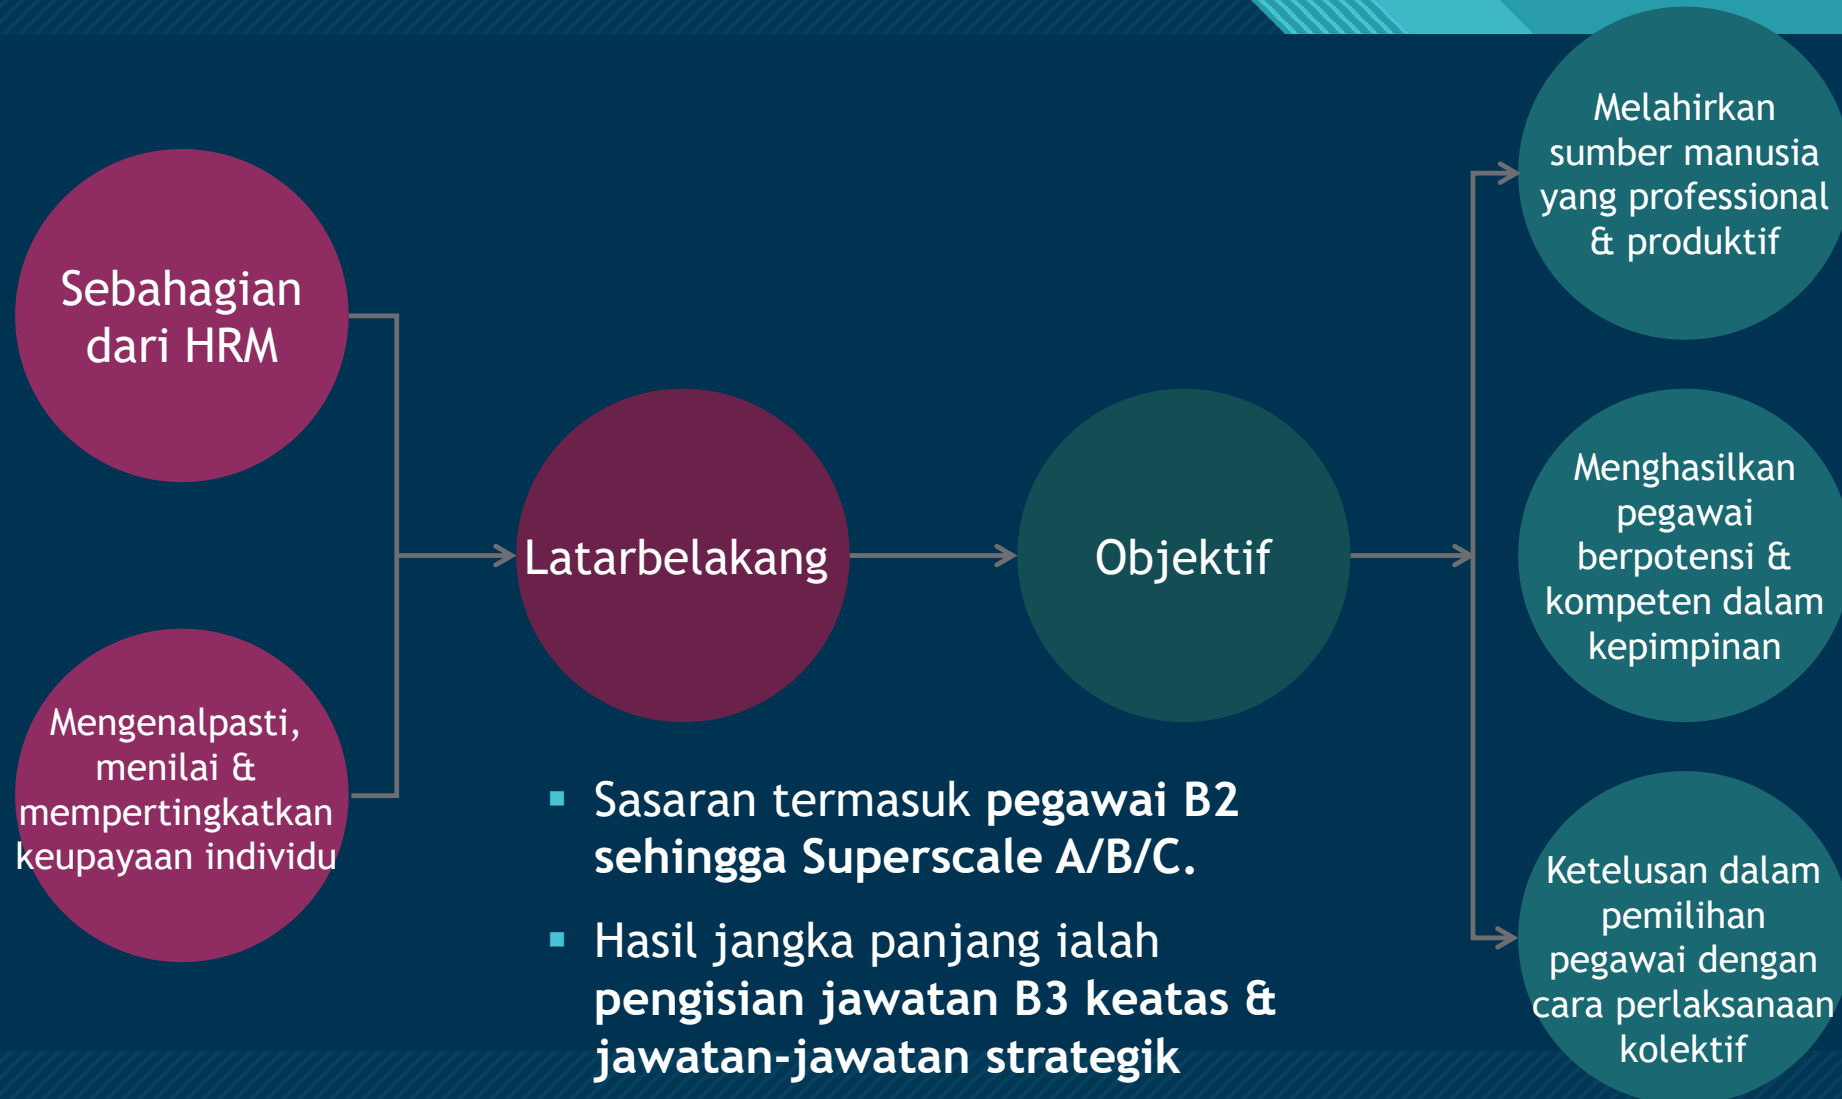 Sebahagian
dari HRM
Mengenalpasti,
menilai &
mempertingkatkan
keupayaan individu
Latarbelakang
Objektif
▪ Sasaran termasuk pegawai B2
sehingga Superscale A/B/C.
▪ Hasil jangka panjang ialah
pengisian jawatan B3 keatas &
jawatan-jawatan strategik
Melahirkan
sumber manusia
yang professional
& produktif
Menghasilkan
pegawai
berpotensi &
kompeten dalam
kepimpinan
Ketelusan dalam
pemilihan
pegawai dengan
cara perlaksanaan
kolektif